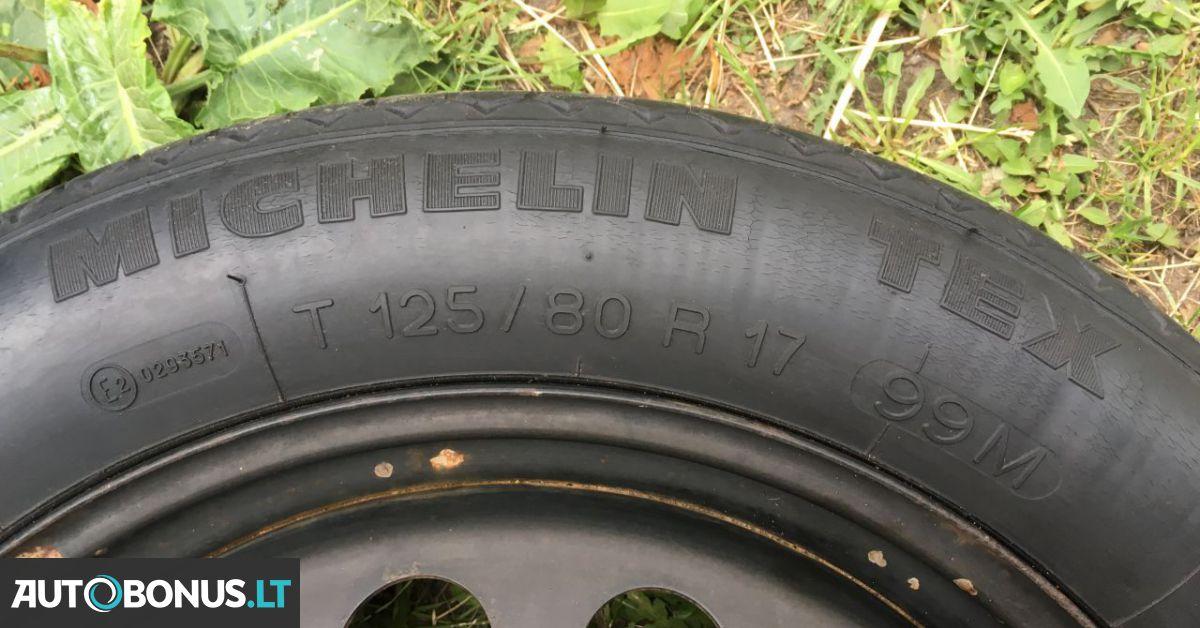 MICHELIN TEX
T 125/80 R 17 99M
E2 0293571
AUTOBONUS.LT